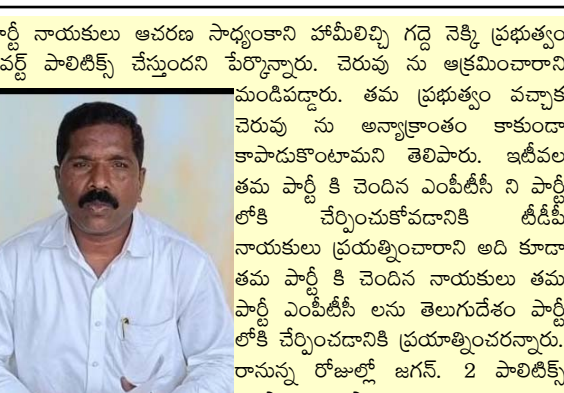 ార్టీ నాయకులు ఆచరణ సాధ్యంకాని హామీలిచ్చి గద్దె నెక్కి ప్రభుత్వం
వర్ట్ పాలిటిక్స్ చేస్తుందని పేర్కొన్నారు. చెరువు ను ఆక్రమించారాని
మండిపడ్డారు. తమ ప్రభుత్వం వచ్చాక
చెరువు ను అన్యాక్రాంతం కాకుండా
కాపాడుకొంటామని తెలిపారు. ఇటీవల
తమ పార్టీ కి చెందిన ఎంపీటీసీ ని పార్టీ
లోకి చేర్పించుకోవడానికి టీడీపీ
నాయకులు ప్రయత్నించారాని అది కూడా
తమ పార్టీ కి చెందిన నాయకులు తమ
పార్టీ ఎంపీటీసీ లను తెలుగుదేశం పార్టీ
లోకి చేర్పించడానికి ప్రయాత్నించరన్నారు.
రానున్న రోజుల్లో జగన్. 2 పాలిటిక్స్